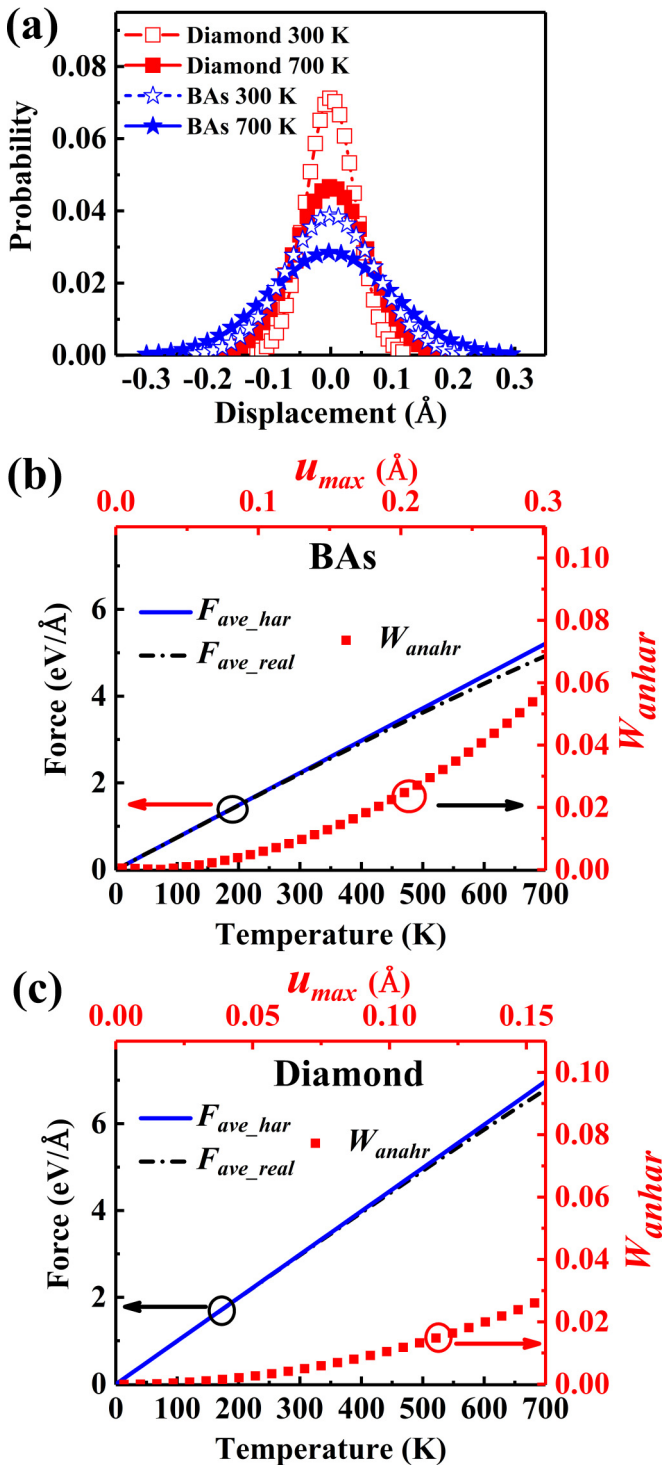 (a)
Diamond 300 K
Diamond 700 K
BAs 300 K
BAs 700 K
0.08
0.06
0.04
0.02
0.00
Probability
-0.3 -0.2 -0.1 0.0 0.1 0.2 0.3
Displacement (Å)
(b)
u_max (Å)
0.0 0.1 0.2 0.3
BAs
F_ave_har
F_ave_real
W_anahr
6
4
2
0
Force (eV/Å)
0.10
0.08
0.06
0.04
0.02
0.00
W_anhar
0 100 200 300 400 500 600 700
Temperature (K)
(c)
u_max (Å)
0.00 0.05 0.10 0.15
Diamond
F_ave_har
F_ave_real
W_anahr
6
4
2
0
Force (eV/Å)
0.10
0.08
0.06
0.04
0.02
0.00
W_anhar
0 100 200 300 400 500 600 700
Temperature (K)